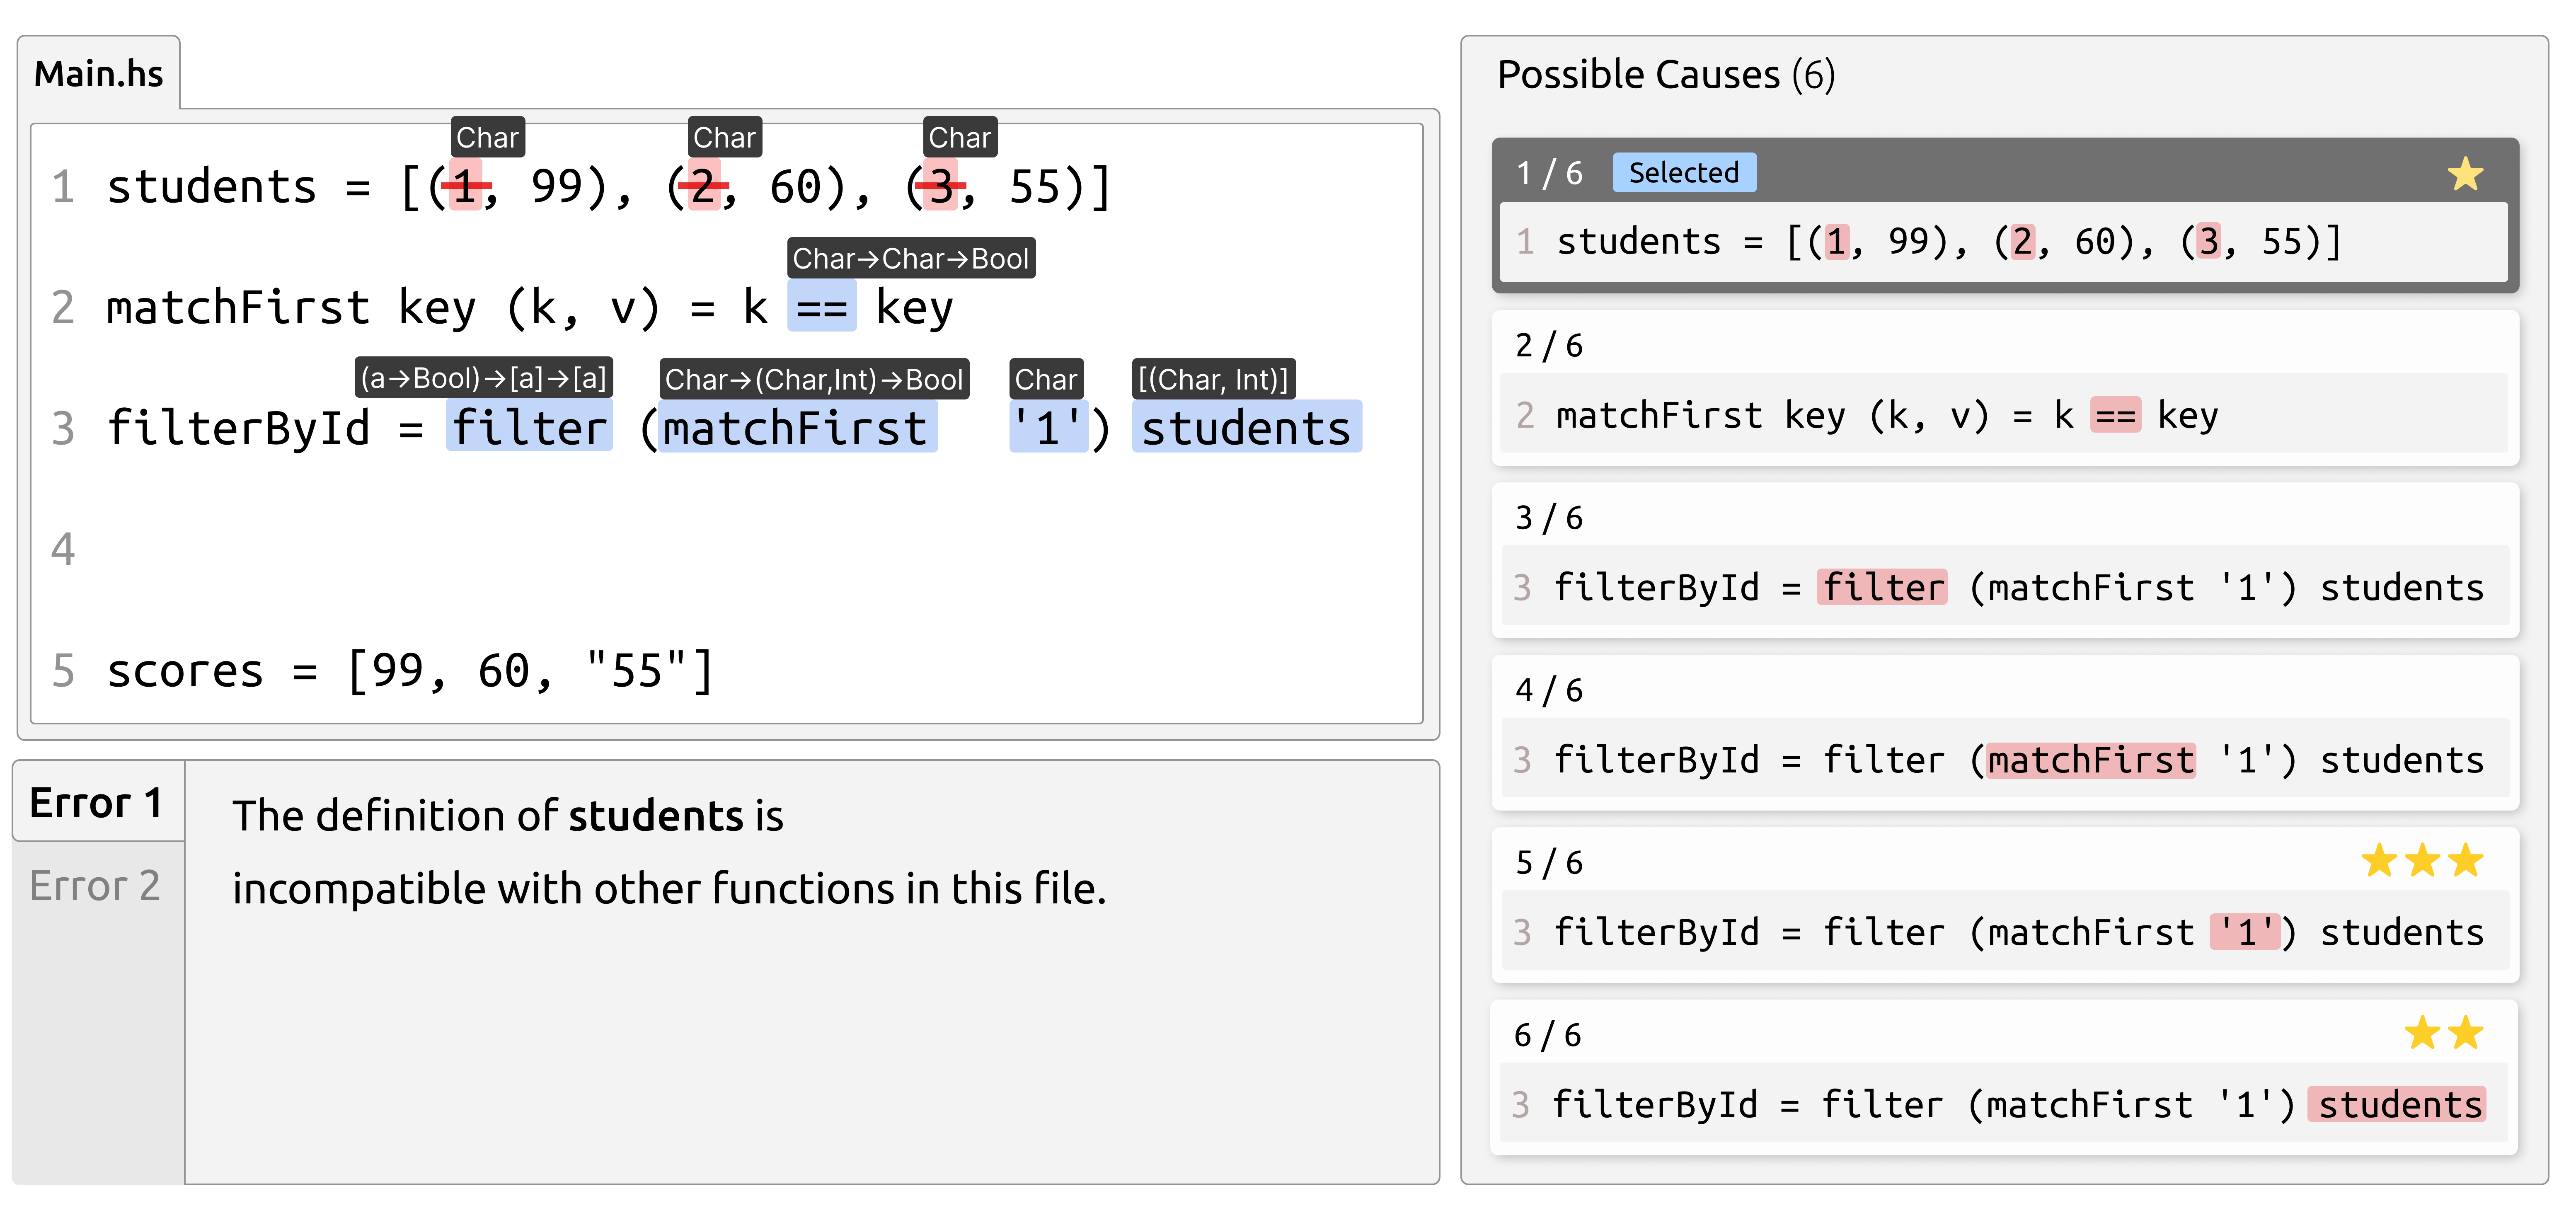 Main.hs
Char Char Char
1 students = [(1, 99), (2, 60), (3, 55)]
Char→Char→Bool
2 matchFirst key (k, v) = k == key
(a→Bool)→[a]→[a] Char→(Char,Int)→Bool Char [(Char, Int)]
3 filterById = filter (matchFirst '1') students
4
5 scores = [99, 60, "55"]
Error 1
Error 2
The definition of students is
incompatible with other functions in this file.
Possible Causes (6)
1 / 6 Selected
1 students = [(1, 99), (2, 60), (3, 55)]
2 / 6
2 matchFirst key (k, v) = k == key
3 / 6
3 filterById = filter (matchFirst '1') students
4 / 6
3 filterById = filter (matchFirst '1') students
5 / 6
3 filterById = filter (matchFirst '1') students
6 / 6
3 filterById = filter (matchFirst '1') students